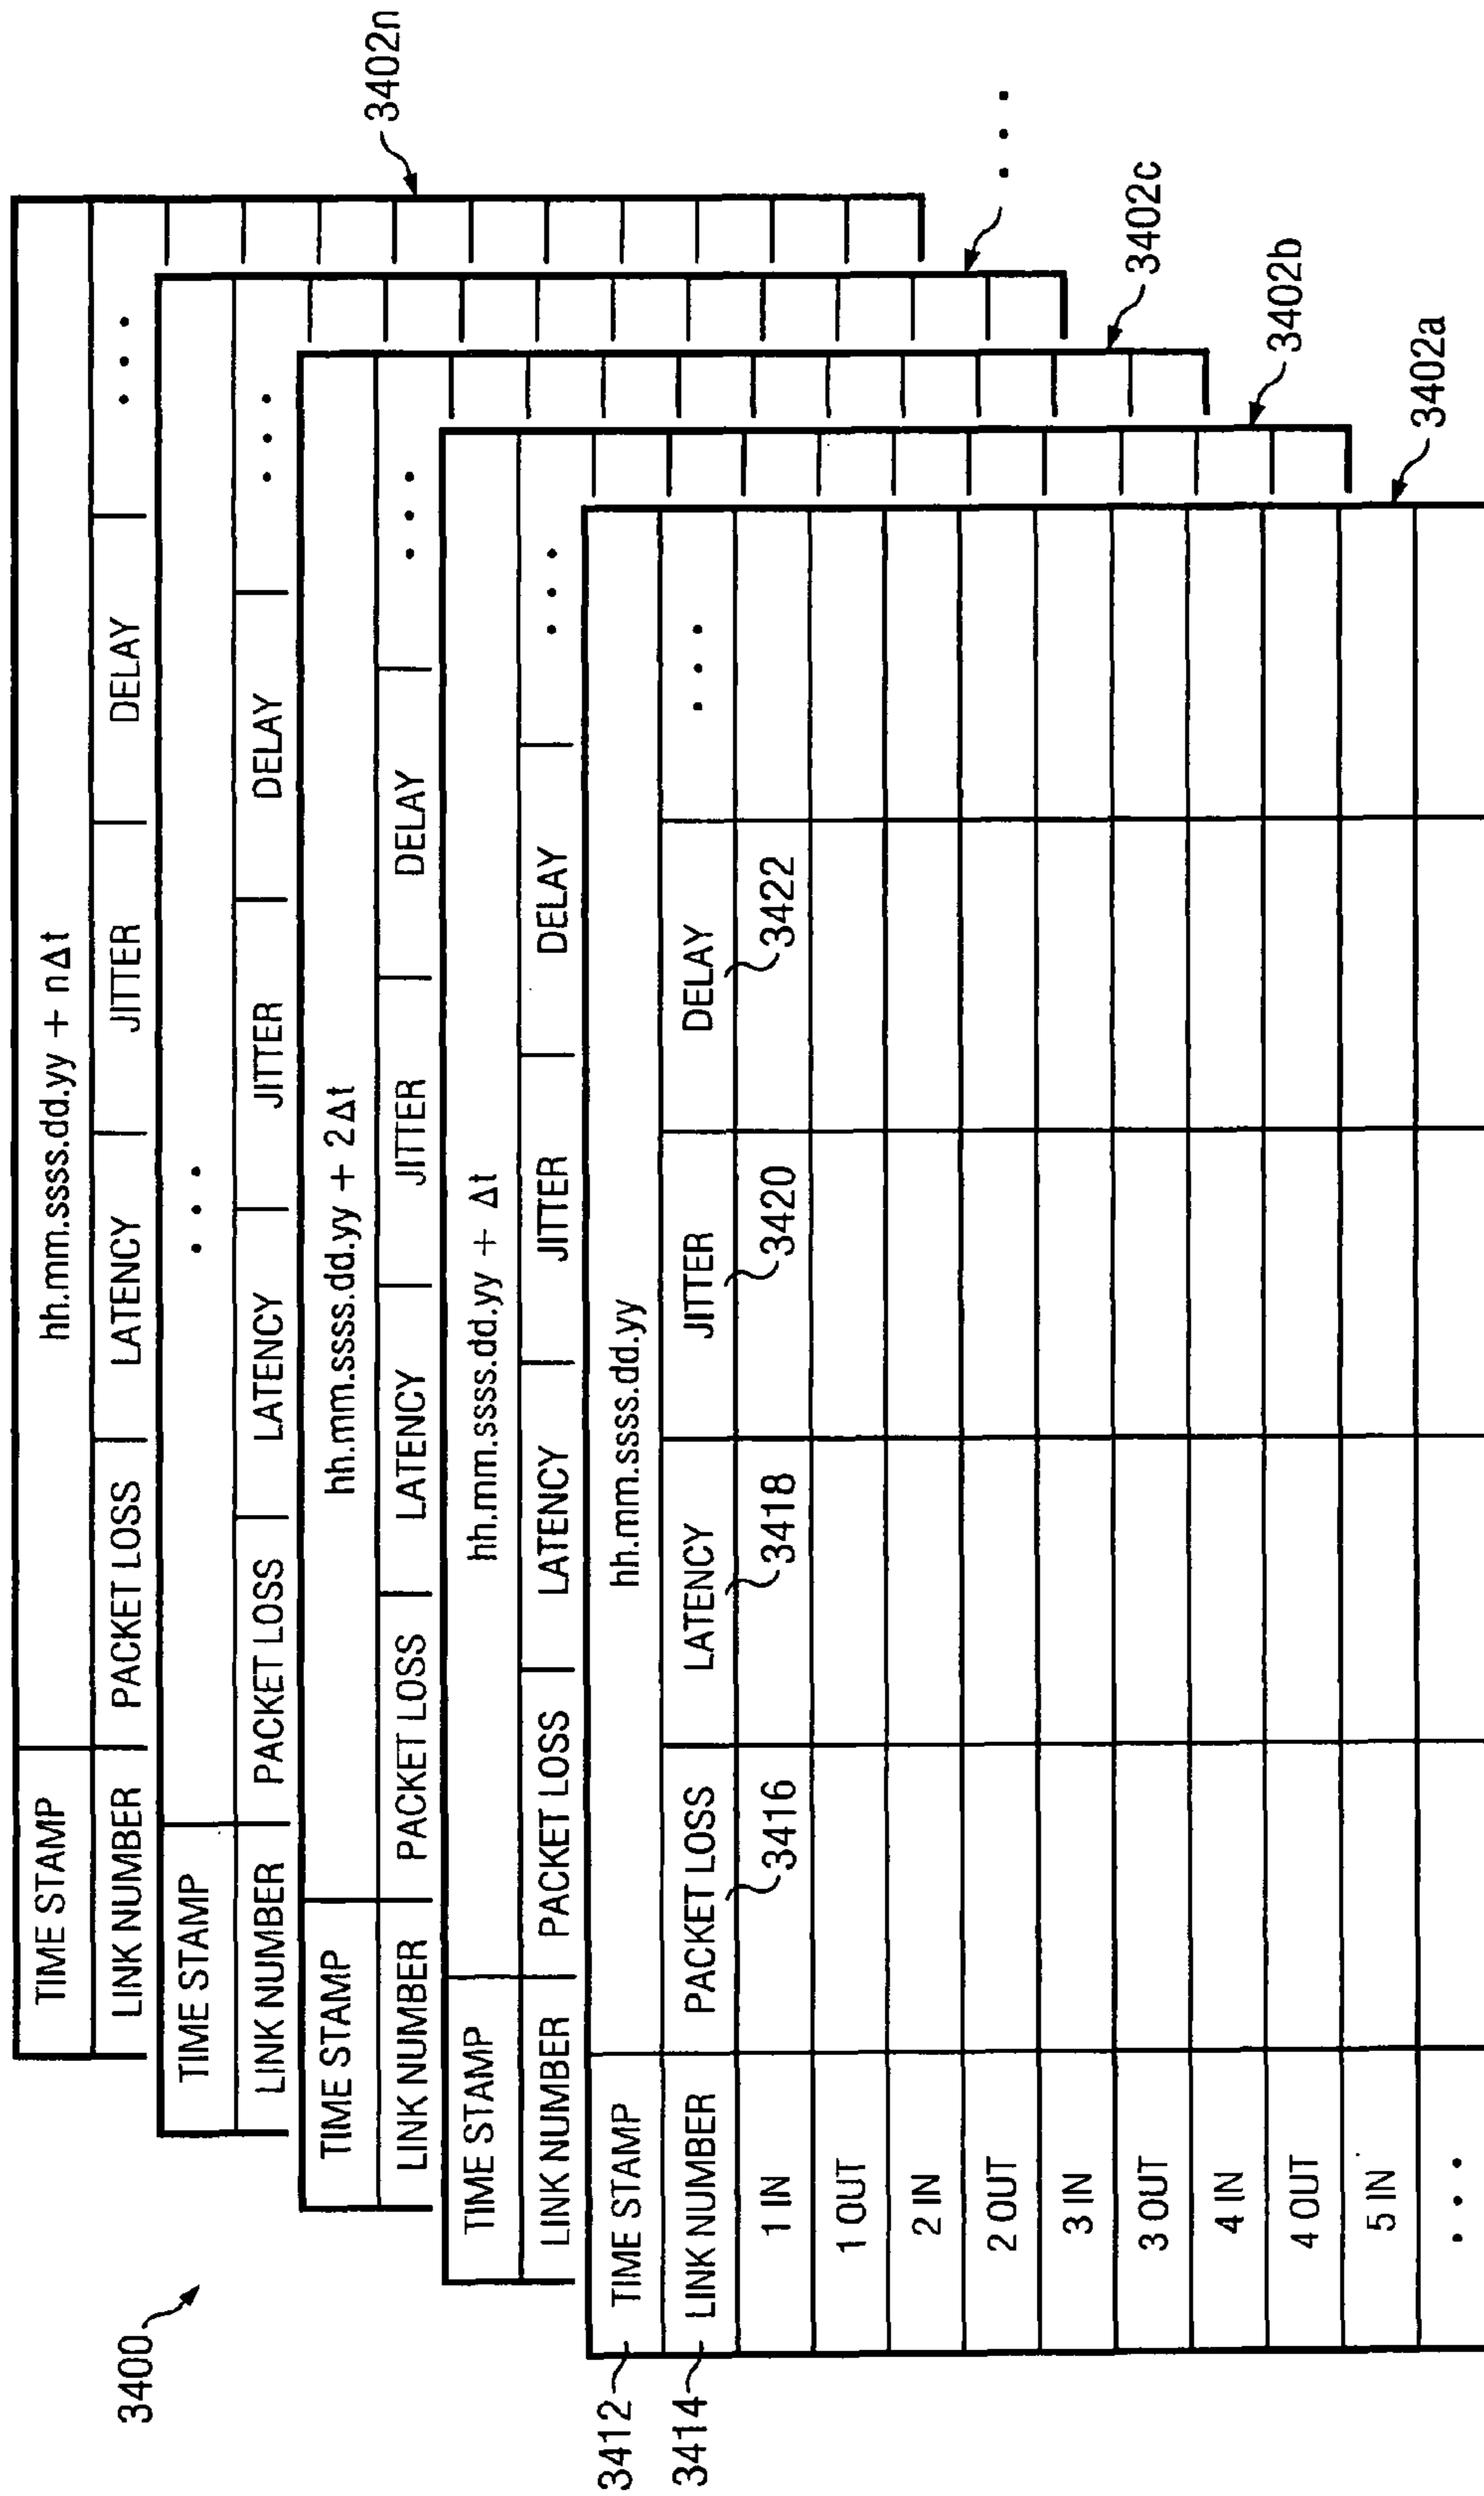 3400
TIME STAMP hh.mm.ssss.dd.yy + nΔt
LINK NUMBER PACKET LOSS LATENCY JITTER DELAY • • •
3402n
TIME STAMP • • •
LINK NUMBER PACKET LOSS LATENCY JITTER DELAY • • •
• • •
TIME STAMP hh.mm.ssss.dd.yy + 2Δt
LINK NUMBER PACKET LOSS LATENCY JITTER DELAY • • •
3402c
TIME STAMP hh.mm.ssss.dd.yy + Δt
LINK NUMBER PACKET LOSS LATENCY JITTER DELAY • • •
3402b
3412 TIME STAMP hh.mm.ssss.dd.yy
3414 LINK NUMBER PACKET LOSS LATENCY JITTER DELAY • • •
1 IN 3416 3418 3420 3422
1 OUT
2 IN
2 OUT
3 IN
3 OUT
4 IN
4 OUT
5 IN
3402a
• • •